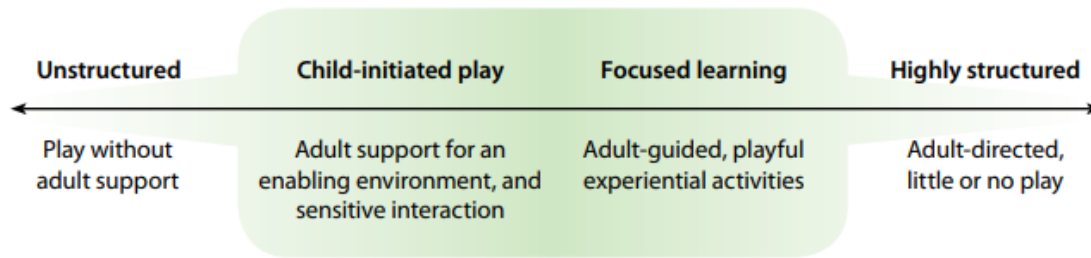 Unstructured
Child-initiated play
Focused learning
Highly structured
Play without
adult support
Adult support for an
enabling environment, and
sensitive interaction
Adult-guided, playful
experiential activities
Adult-directed,
little or no play